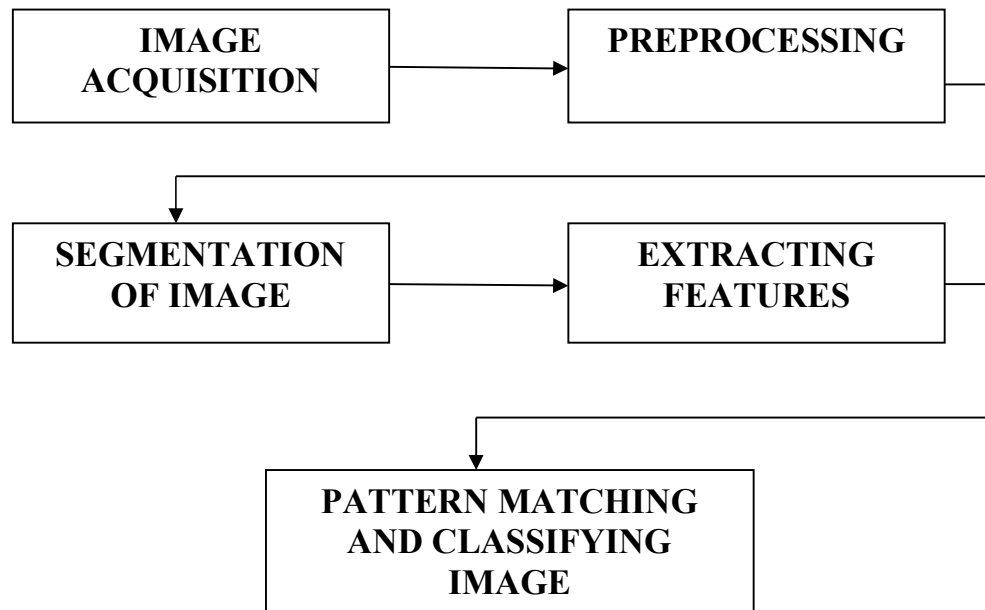 IMAGE
ACQUISITION
PREPROCESSING
SEGMENTATION
OF IMAGE
EXTRACTING
FEATURES
PATTERN MATCHING
AND CLASSIFYING
IMAGE